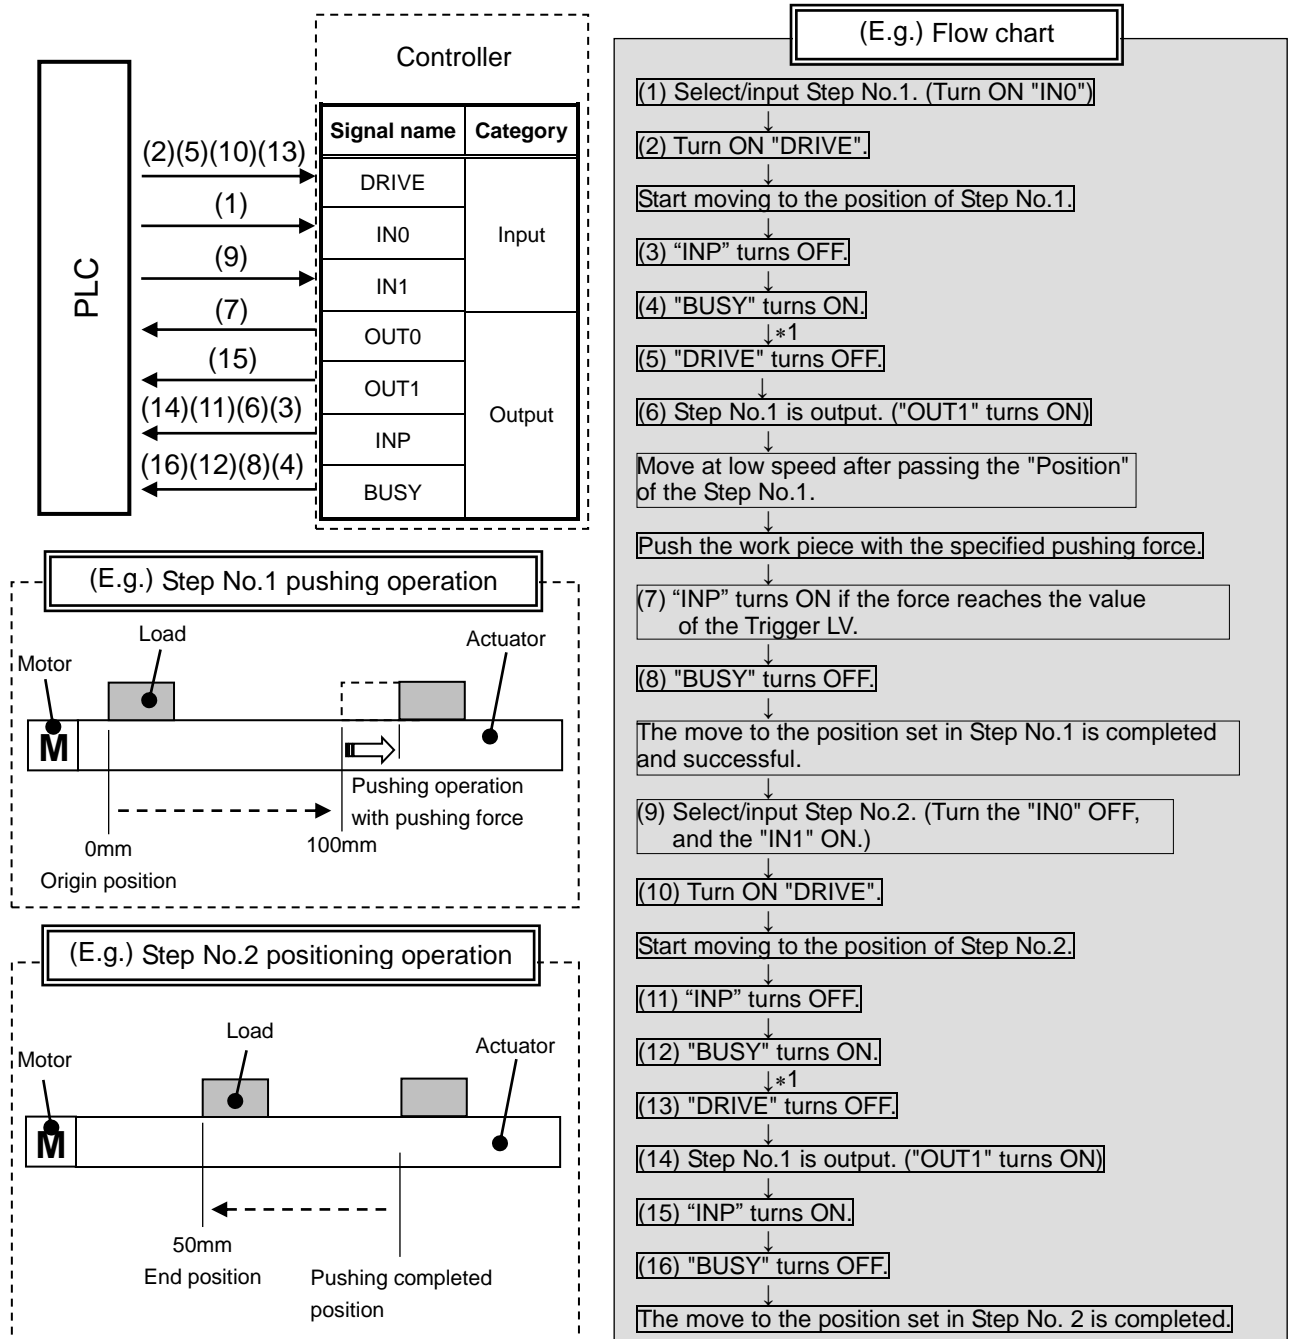 Controller
PLC
Signal name Category
DRIVE
IN0
IN1
Input
OUT0
OUT1
INP
BUSY
Output
(2)(5)(10)(13)
(1)
(9)
(7)
(15)
(14)(11)(6)(3)
(16)(12)(8)(4)
(E.g.) Step No.1 pushing operation
Load
Actuator
Motor
M
Pushing operation
with pushing force
0mm
100mm
Origin position
(E.g.) Step No.2 positioning operation
Load
Actuator
Motor
M
50mm
End position
Pushing completed
position
(E.g.) Flow chart
(1) Select/input Step No.1. (Turn ON "IN0")
↓
(2) Turn ON "DRIVE".
↓
Start moving to the position of Step No.1.
↓
(3) “INP” turns OFF.
↓
(4) "BUSY" turns ON.
↓*1
(5) "DRIVE" turns OFF.
↓
(6) Step No.1 is output. ("OUT1" turns ON)
↓
Move at low speed after passing the "Position"
of the Step No.1.
↓
Push the work piece with the specified pushing force.
↓
(7) “INP” turns ON if the force reaches the value
of the Trigger LV.
↓
(8) "BUSY" turns OFF.
↓
The move to the position set in Step No.1 is completed
and successful.
↓
(9) Select/input Step No.2. (Turn the "IN0" OFF,
and the "IN1" ON.)
↓
(10) Turn ON "DRIVE".
↓
Start moving to the position of Step No.2.
↓
(11) “INP” turns OFF.
↓
(12) "BUSY" turns ON.
↓*1
(13) "DRIVE" turns OFF.
↓
(14) Step No.1 is output. ("OUT1" turns ON)
↓
(15) “INP” turns ON.
↓
(16) "BUSY" turns OFF.
↓
The move to the position set in Step No. 2 is completed.